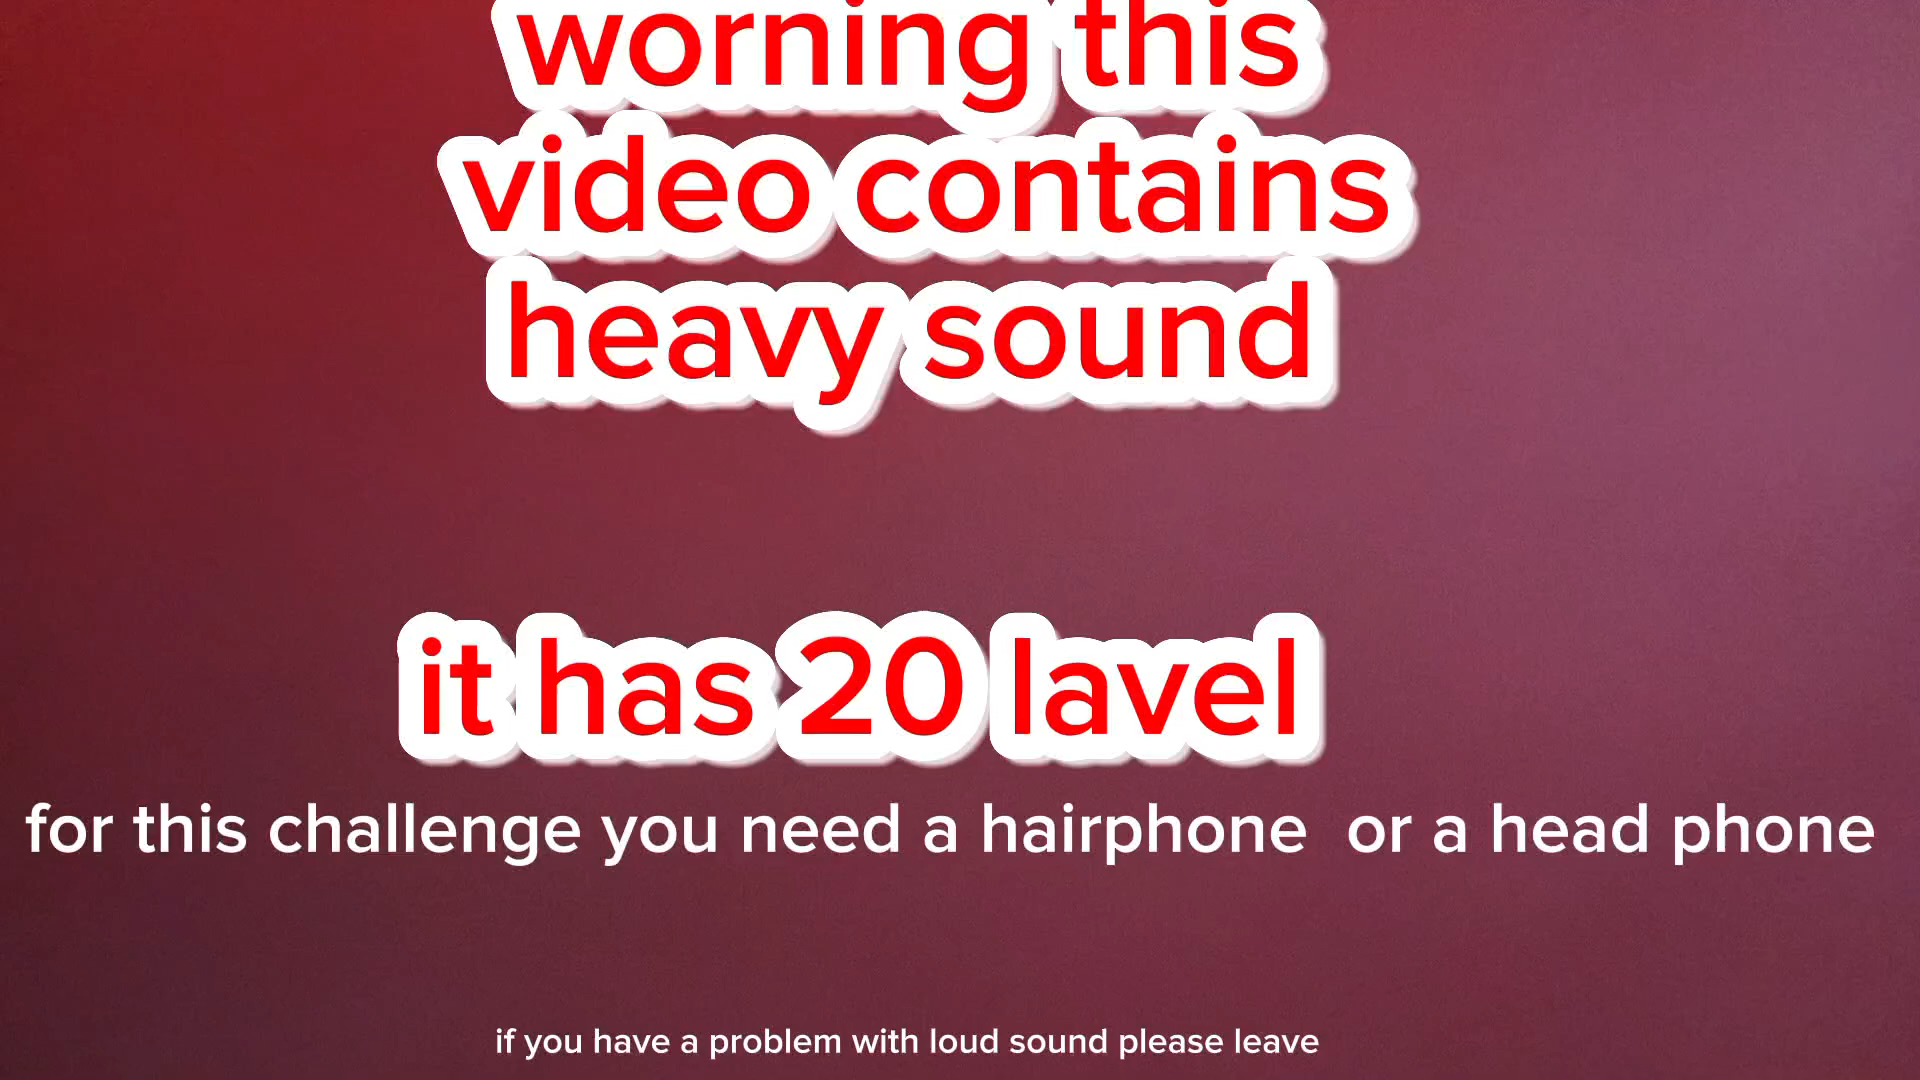 worning this
video contains
heavy sound
it has 20 lavel
for this challenge you need a hairphone or a head phone
if you have a problem with loud sound please leave